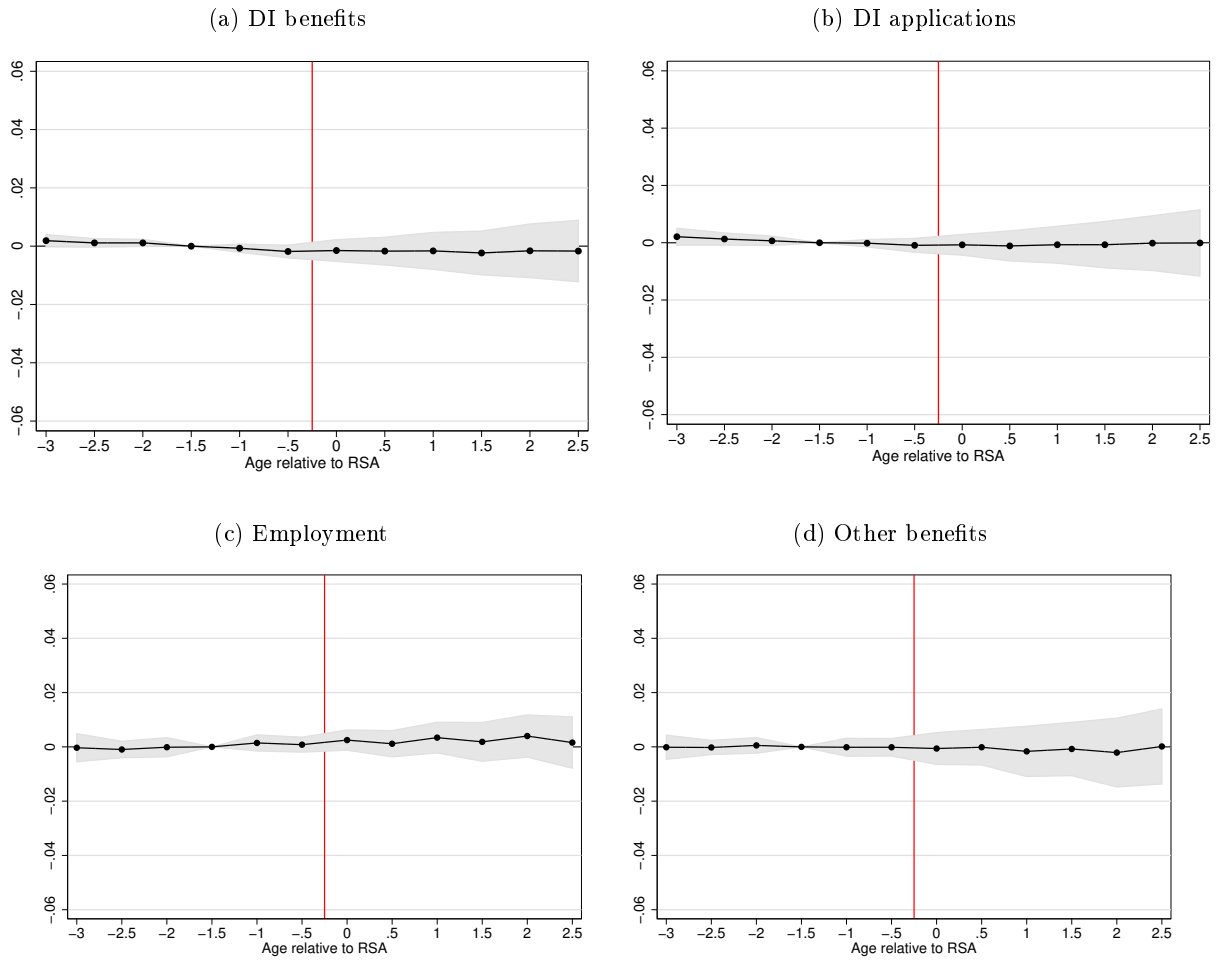 (a) DI benefits
(b) DI applications
.06
.04
.02
0
−.02
−.04
−.06
−3 −2.5 −2 −1.5 −1 −.5 0 .5 1 1.5 2 2.5
Age relative to RSA
.06
.04
.02
0
−.02
−.04
−.06
−3 −2.5 −2 −1.5 −1 −.5 0 .5 1 1.5 2 2.5
Age relative to RSA
(c) Employment
(d) Other benefits
.06
.04
.02
0
−.02
−.04
−.06
−3 −2.5 −2 −1.5 −1 −.5 0 .5 1 1.5 2 2.5
Age relative to RSA
.06
.04
.02
0
−.02
−.04
−.06
−3 −2.5 −2 −1.5 −1 −.5 0 .5 1 1.5 2 2.5
Age relative to RSA